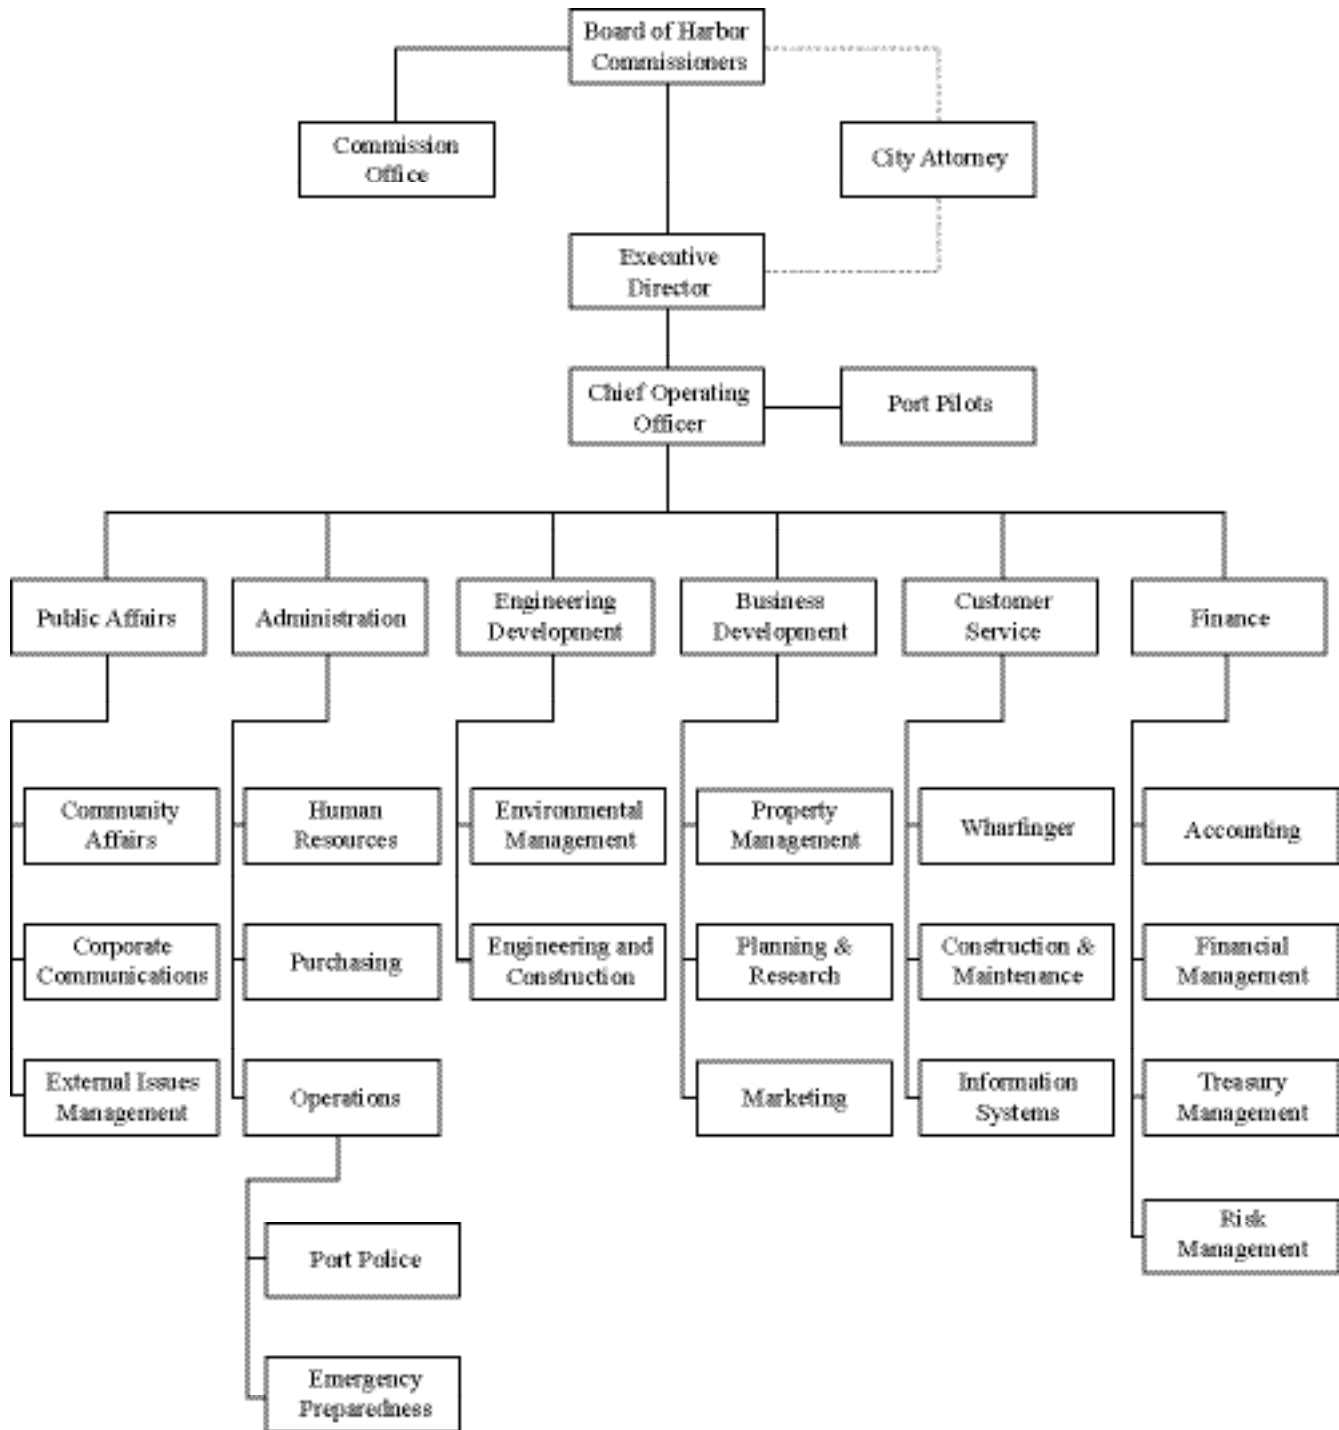 Board of Harbor
Commissioners
Commission
Office
City Attorney
Executive
Director
Chief Operating
Officer
Port Pilots
Public Affairs
Administration
Engineering
Development
Business
Development
Customer
Service
Finance
Community
Affairs
Human
Resources
Environmental
Management
Property
Management
Wharfinger
Accounting
Corporate
Communications
Purchasing
Engineering and
Construction
Planning &
Research
Construction &
Maintenance
Financial
Management
External Issues
Management
Operations
Marketing
Information
Systems
Treasury
Management
Port Police
Risk
Management
Emergency
Preparedness